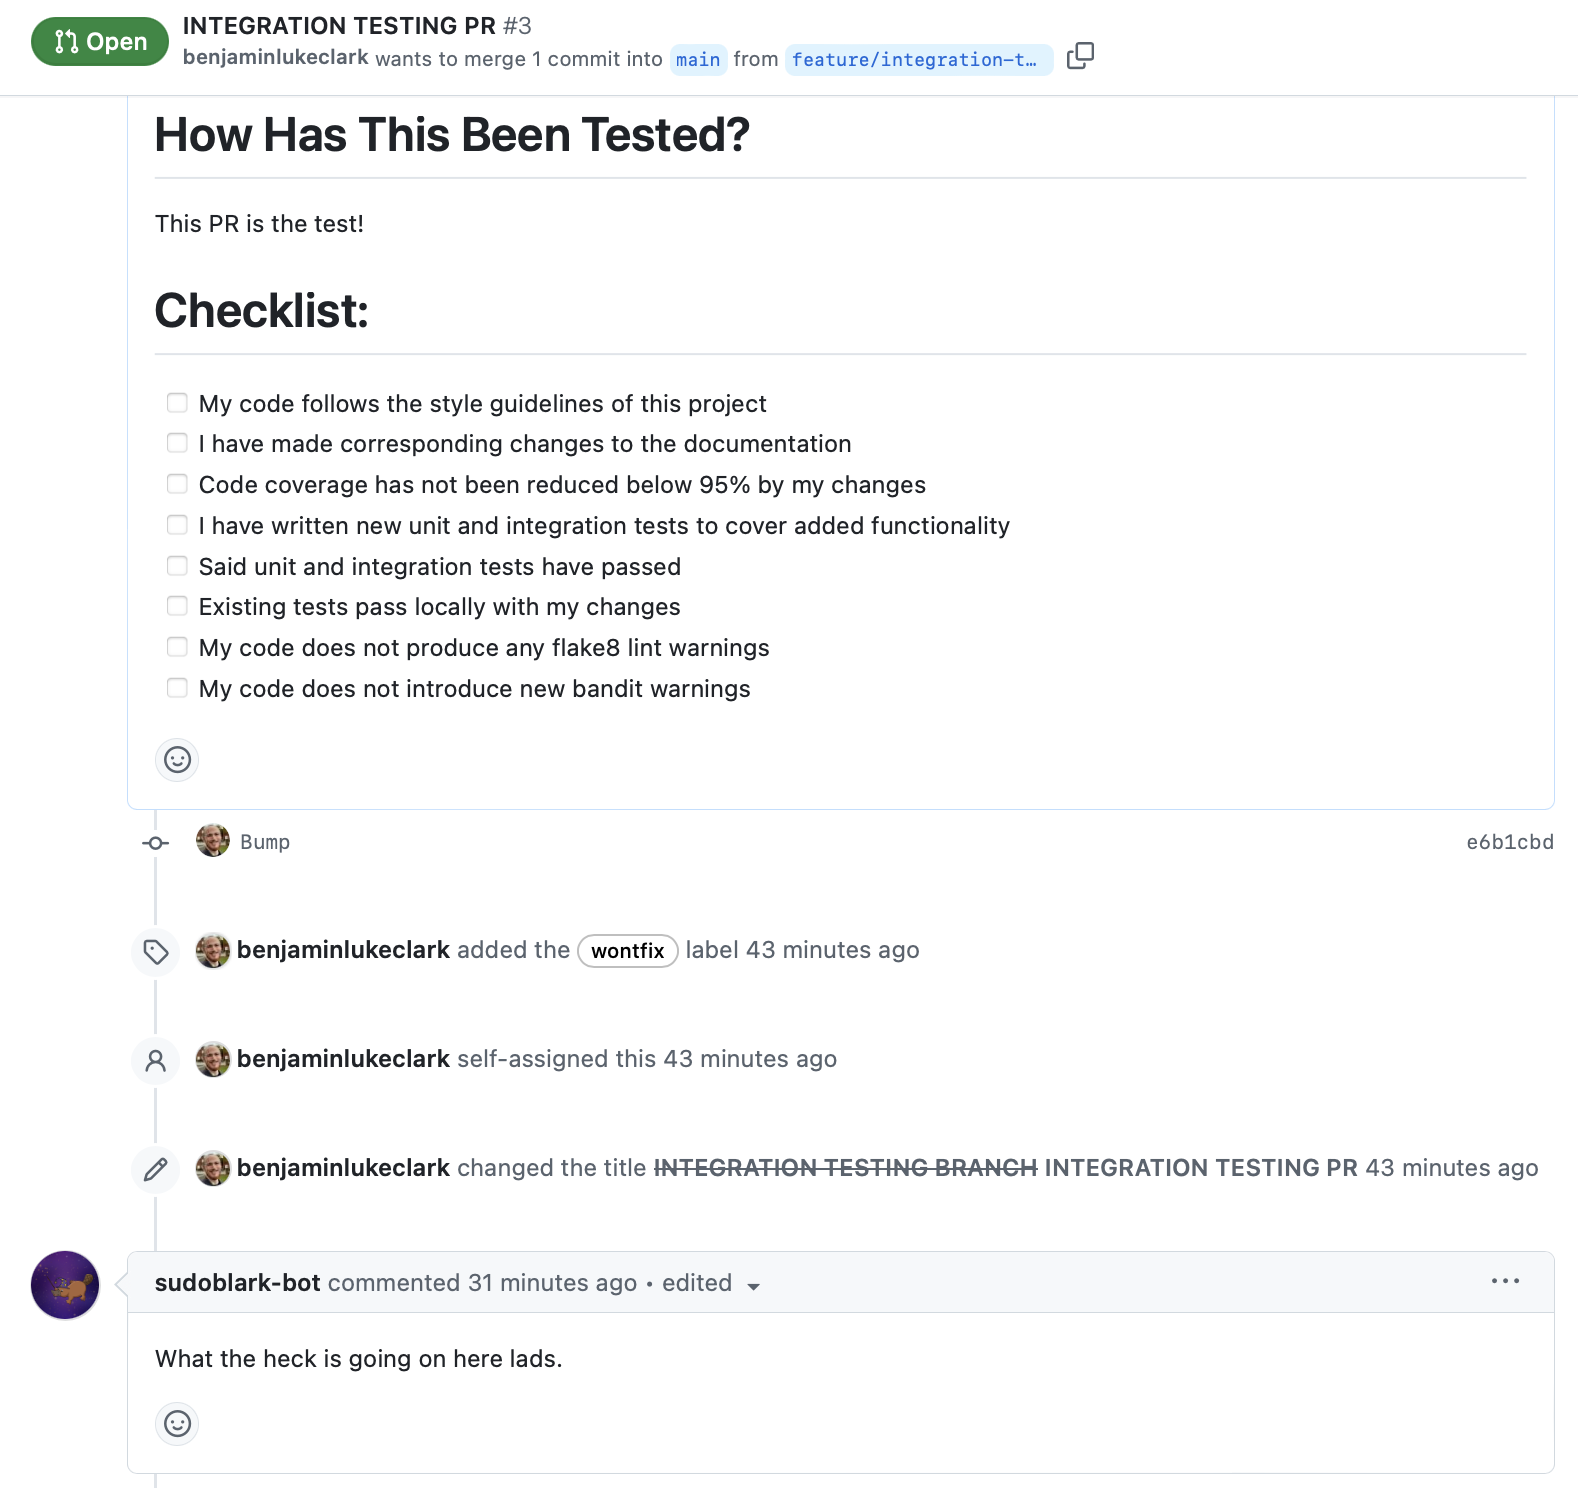 Open
INTEGRATION TESTING PR #3
benjaminlukeclark wants to merge 1 commit into main from feature/integration-t…
How Has This Been Tested?
This PR is the test!
Checklist:
My code follows the style guidelines of this project
I have made corresponding changes to the documentation
Code coverage has not been reduced below 95% by my changes
I have written new unit and integration tests to cover added functionality
Said unit and integration tests have passed
Existing tests pass locally with my changes
My code does not produce any flake8 lint warnings
My code does not introduce new bandit warnings
Bump e6b1cbd
benjaminlukeclark added the wontfix label 43 minutes ago
benjaminlukeclark self-assigned this 43 minutes ago
benjaminlukeclark changed the title INTEGRATION TESTING BRANCH INTEGRATION TESTING PR 43 minutes ago
sudoblark-bot commented 31 minutes ago • edited
What the heck is going on here lads.